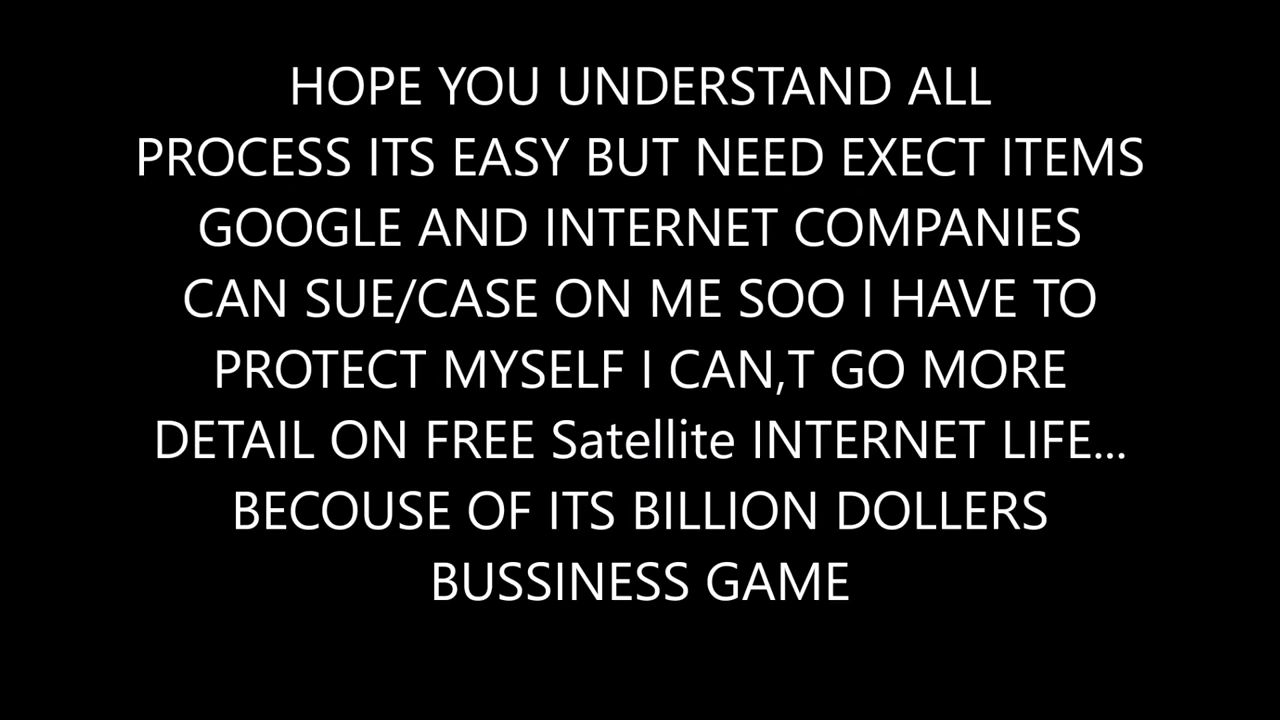 HOPE YOU UNDERSTAND ALL
PROCESS ITS EASY BUT NEED EXECT ITEMS
GOOGLE AND INTERNET COMPANIES
CAN SUE/CASE ON ME SOO I HAVE TO
PROTECT MYSELF I CAN,T GO MORE
DETAIL ON FREE Satellite INTERNET LIFE...
BECOUSE OF ITS BILLION DOLLERS
BUSSINESS GAME